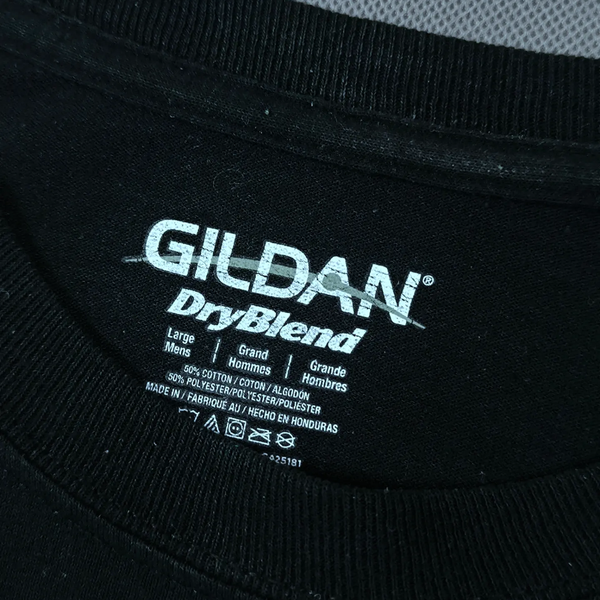 GILDAN®
DryBlend
Large Mens | Grand Hommes | Grande Hombres
50% COTTON / COTON / ALGODÓN
50% POLYESTER/POLYESTER/POLIÉSTER
MADE IN / FABRIQUÉ AU / HECHO EN HONDURAS